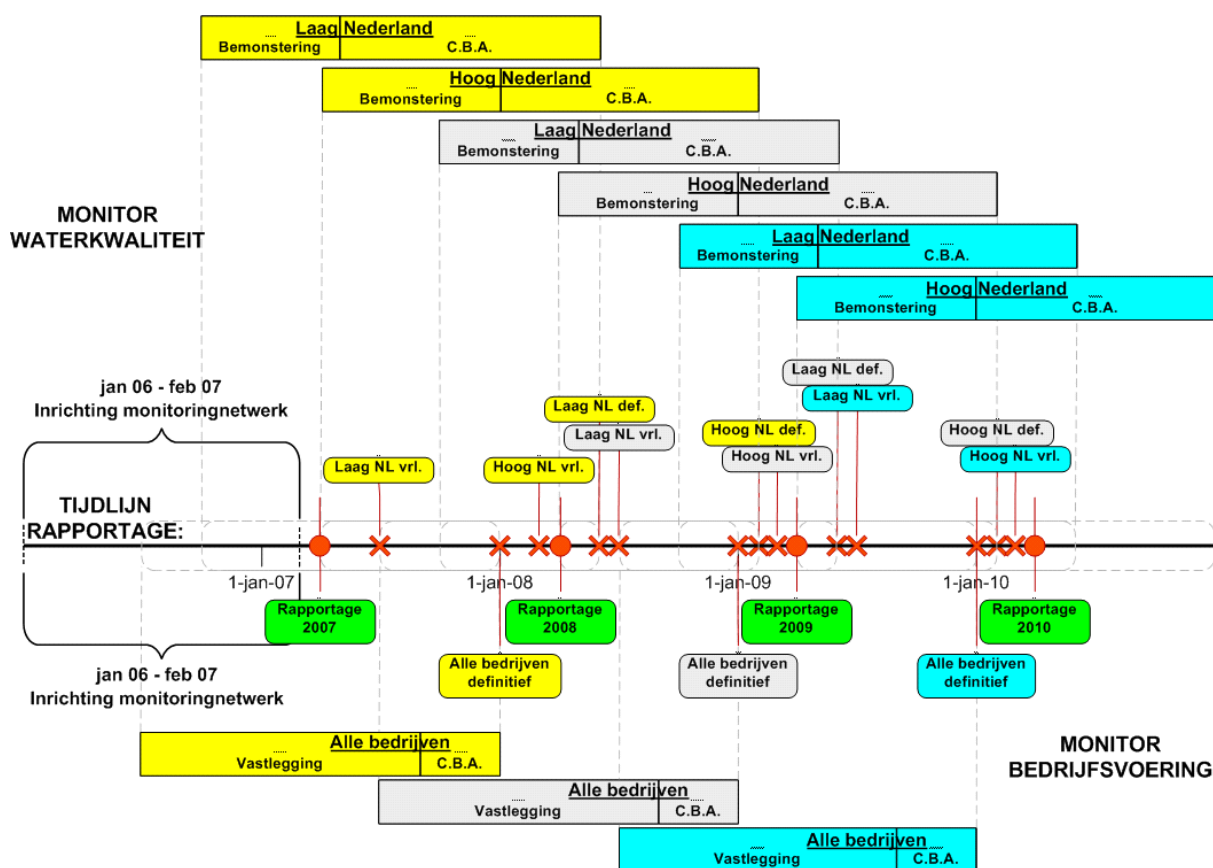 Laag Nederland
Bemonstering C.B.A.
Hoog Nederland
Bemonstering C.B.A.
Laag Nederland
Bemonstering C.B.A.
Hoog Nederland
Bemonstering C.B.A.
MONITOR
WATERKWALITEIT
Laag Nederland
Bemonstering C.B.A.
Hoog Nederland
Bemonstering C.B.A.
jan 06 - feb 07
Inrichting monitoringnetwerk
Laag NL def.
Laag NL vrl.
Laag NL def.
Laag NL vrl.
Hoog NL def.
Hoog NL vrl.
Hoog NL def.
Hoog NL vrl.
Laag NL vrl.
Hoog NL vrl.
TIJDLIJN
RAPPORTAGE:
1-jan-07
1-jan-08
1-jan-09
1-jan-10
Rapportage
2007
Rapportage
2008
Rapportage
2009
Rapportage
2010
jan 06 - feb 07
Inrichting monitoringnetwerk
Alle bedrijven
definitief
Alle bedrijven
definitief
Alle bedrijven
definitief
Alle bedrijven
Vastlegging C.B.A.
MONITOR
BEDRIJFSVOERING
Alle bedrijven
Vastlegging C.B.A.
Alle bedrijven
Vastlegging C.B.A.